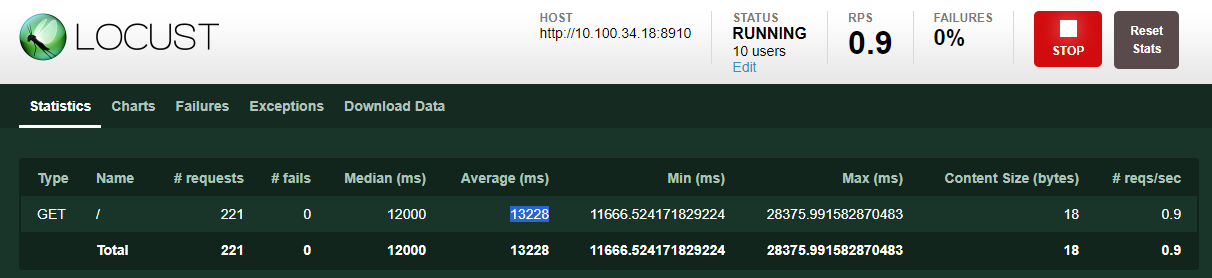 LOCUST
HOST
http://10.100.34.18:8910
STATUS
RUNNING
10 users
Edit
RPS
0.9
FAILURES
0%
STOP
Reset
Stats
Statistics Charts Failures Exceptions Download Data
Type Name # requests # fails Median (ms) Average (ms) Min (ms) Max (ms) Content Size (bytes) # reqs/sec
GET / 221 0 12000 13228 11666.524171829224 28375.991582870483 18 0.9
Total 221 0 12000 13228 11666.524171829224 28375.991582870483 18 0.9